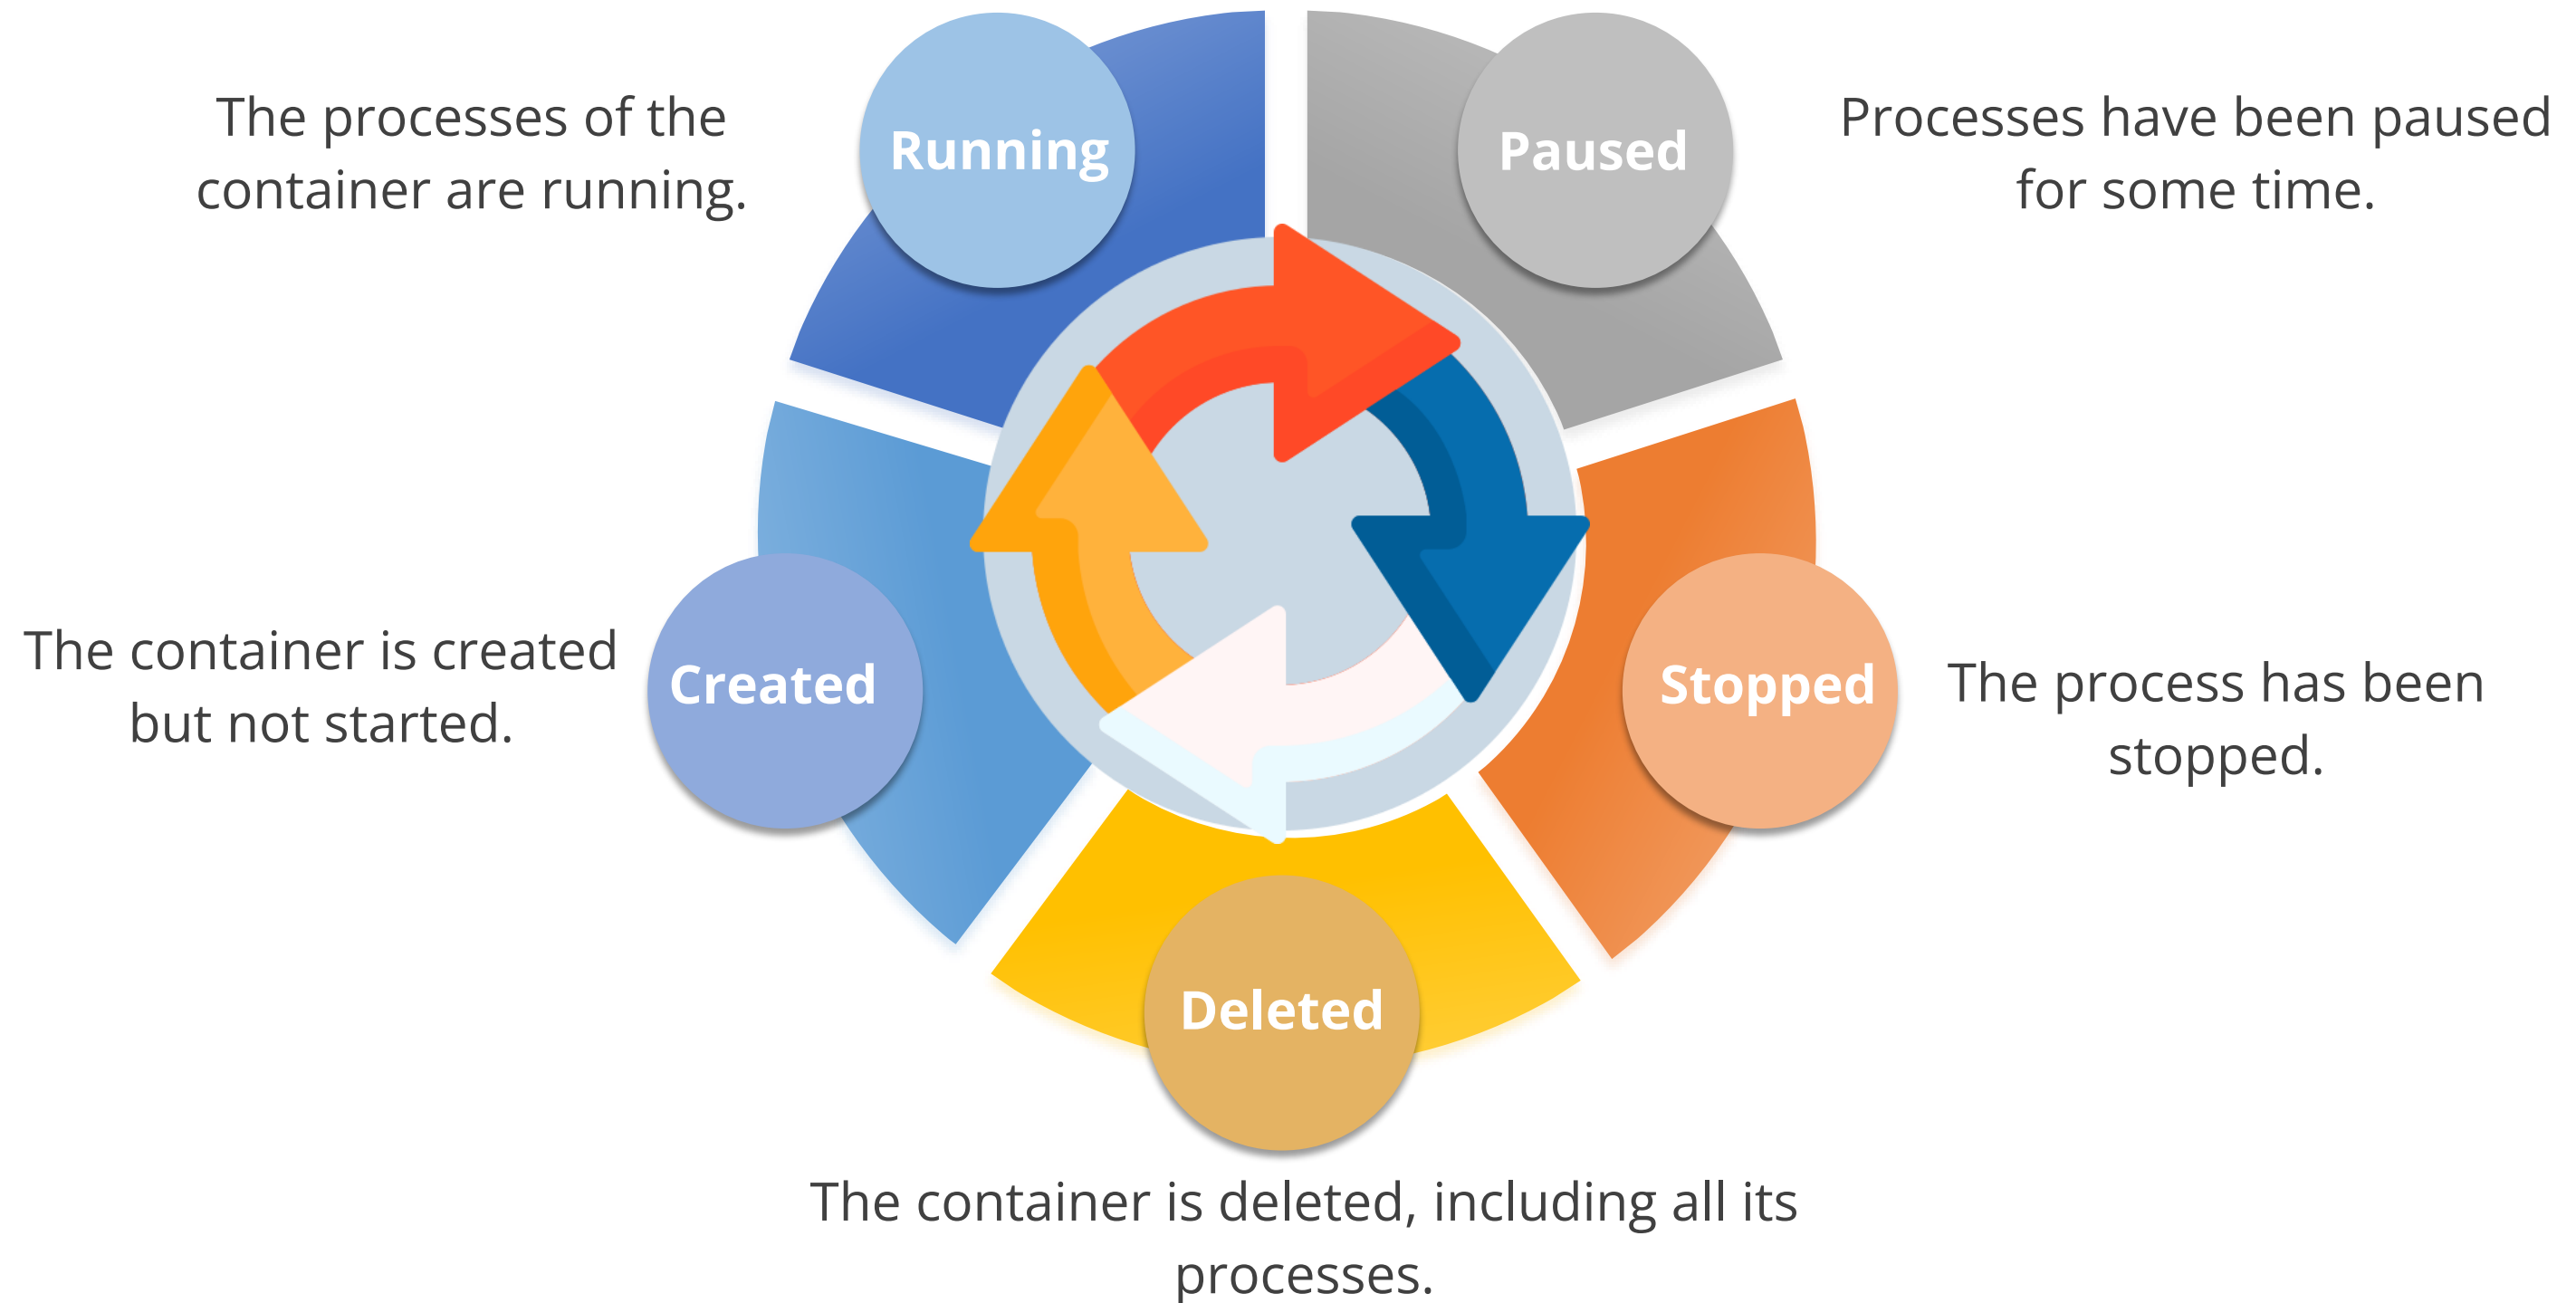 The processes of the
container are running.
Running
Paused
Processes have been paused
for some time.
The container is created
but not started.
Created
Stopped
The process has been
stopped.
Deleted
The container is deleted, including all its
processes.